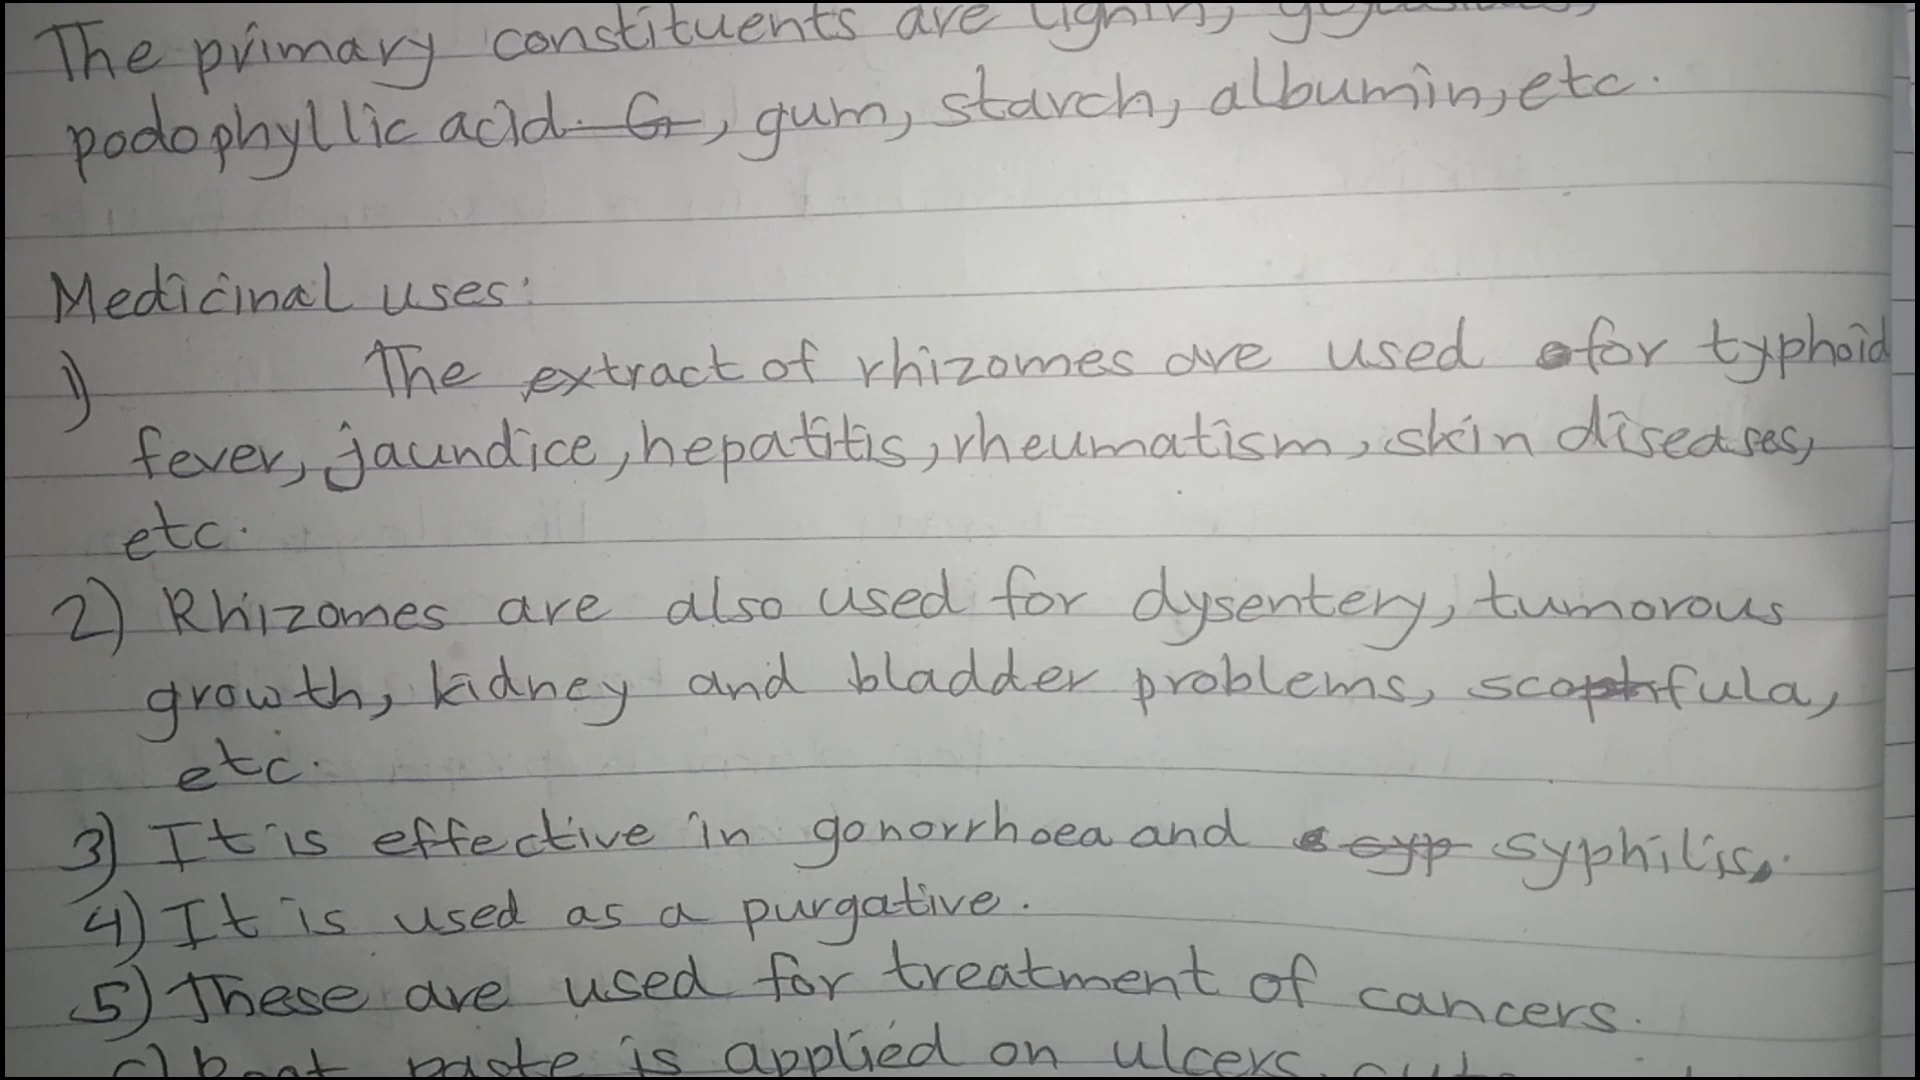 The primary constituents are lignin,
podophyllic acid. G, gum, starch, albumin, etc.
Medicinal uses:
1) The extract of rhizomes are used for typhoid
fever, jaundice, hepatitis, rheumatism, skin diseases,
etc.
2) Rhizomes are also used for dysentery, tumorous
growth, kidney and bladder problems, scofula,
etc.
3) It is effective in gonorrhoea and syphilis.
4) It is used as a purgative.
5) These are used for treatment of cancers.
paste is applied on ulcers,